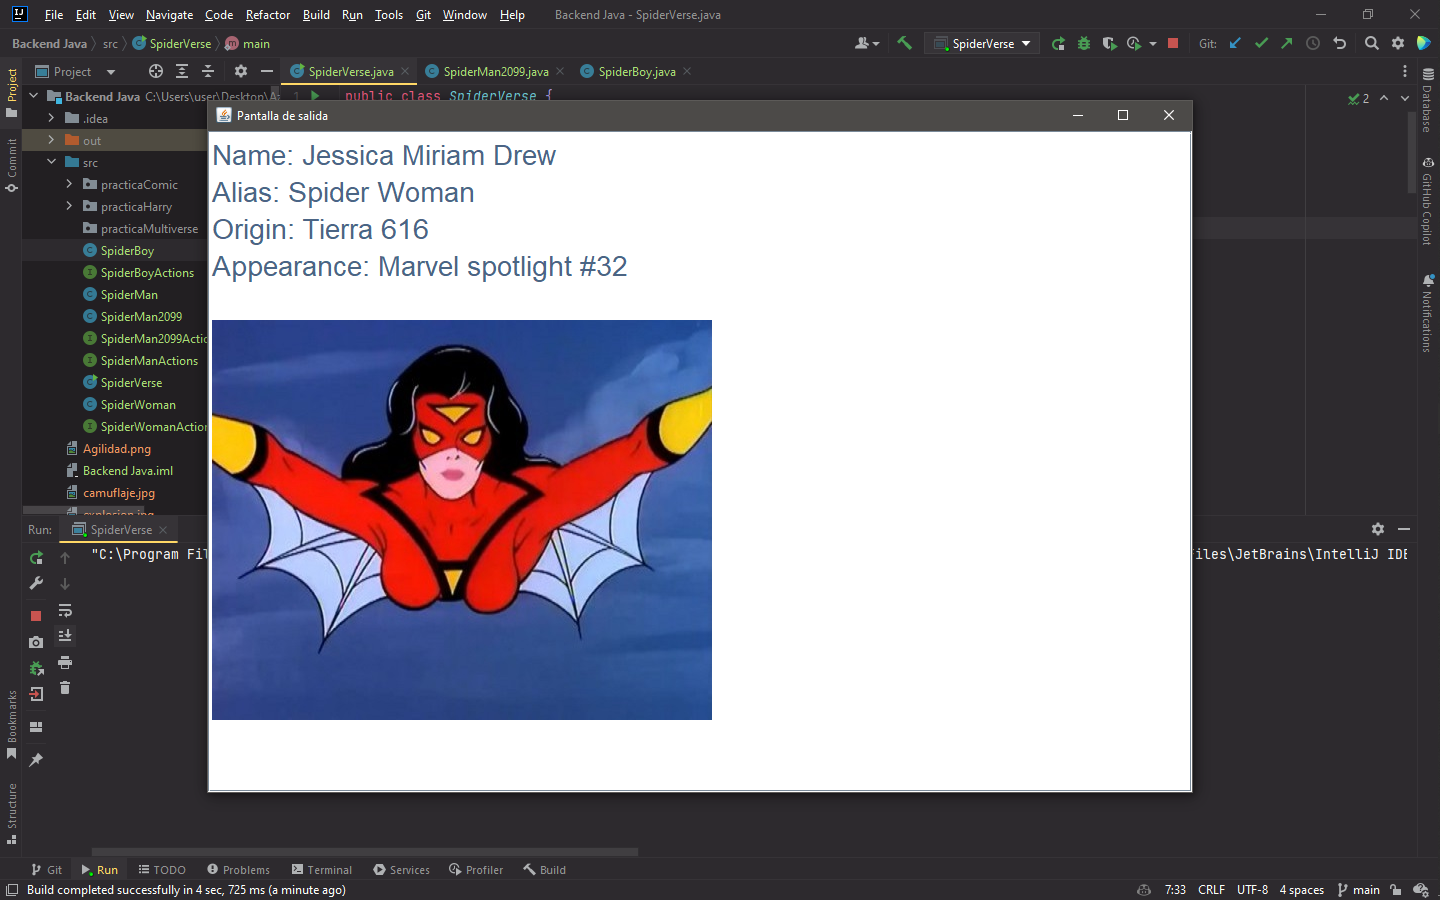 File Edit View Navigate Code Refactor Build Run Tools Git Window Help Backend Java - SpiderVerse.java
Backend Java src SpiderVerse main SpiderVerse Git:
Project SpiderVerse.java SpiderMan2099.java SpiderBoy.java
Project
Backend Java C:\Users\user\Desktop\A 1 public class SpiderVerse { 2
.idea
out
src
practicaComic
practicaHarry
practicaMultiverse
SpiderBoy
SpiderBoyActions
SpiderMan
SpiderMan2099
SpiderMan2099Actio
SpiderManActions
SpiderVerse
SpiderWoman
SpiderWomanAction
Agilidad.png
Backend Java.iml
camuflaje.jpg
explosion.jpg
Commit
Database
GitHub Copilot
Notifications
Pantalla de salida
Name: Jessica Miriam Drew
Alias: Spider Woman
Origin: Tierra 616
Appearance: Marvel spotlight #32
Run: SpiderVerse
"C:\Program Fil
iles\JetBrains\IntelliJ IDE
Bookmarks
Structure
Git Run TODO Problems Terminal Services Profiler Build
Build completed successfully in 4 sec, 725 ms (a minute ago) 7:33 CRLF UTF-8 4 spaces main